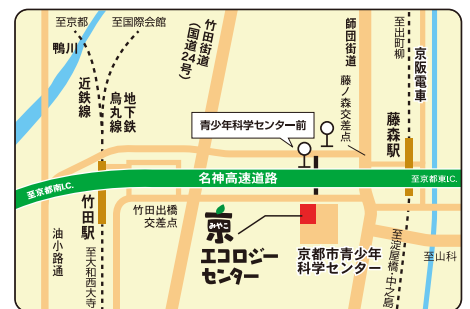 至京都
至国際会館
鴨川
近鉄線
地下鉄
烏丸線
竹田街道
(国道24号)
師団街道
至出町柳
京阪電車
藤ノ森交差点
藤森駅
青少年科学センター前
名神高速道路
至京都南I.C.
至京都東I.C.
竹田駅
竹田出橋
交差点
油小路通
至大和西大寺
みやこ
京
エコロジー
センター
京都市青少年
科学センター
至淀屋橋・中之島
至山科